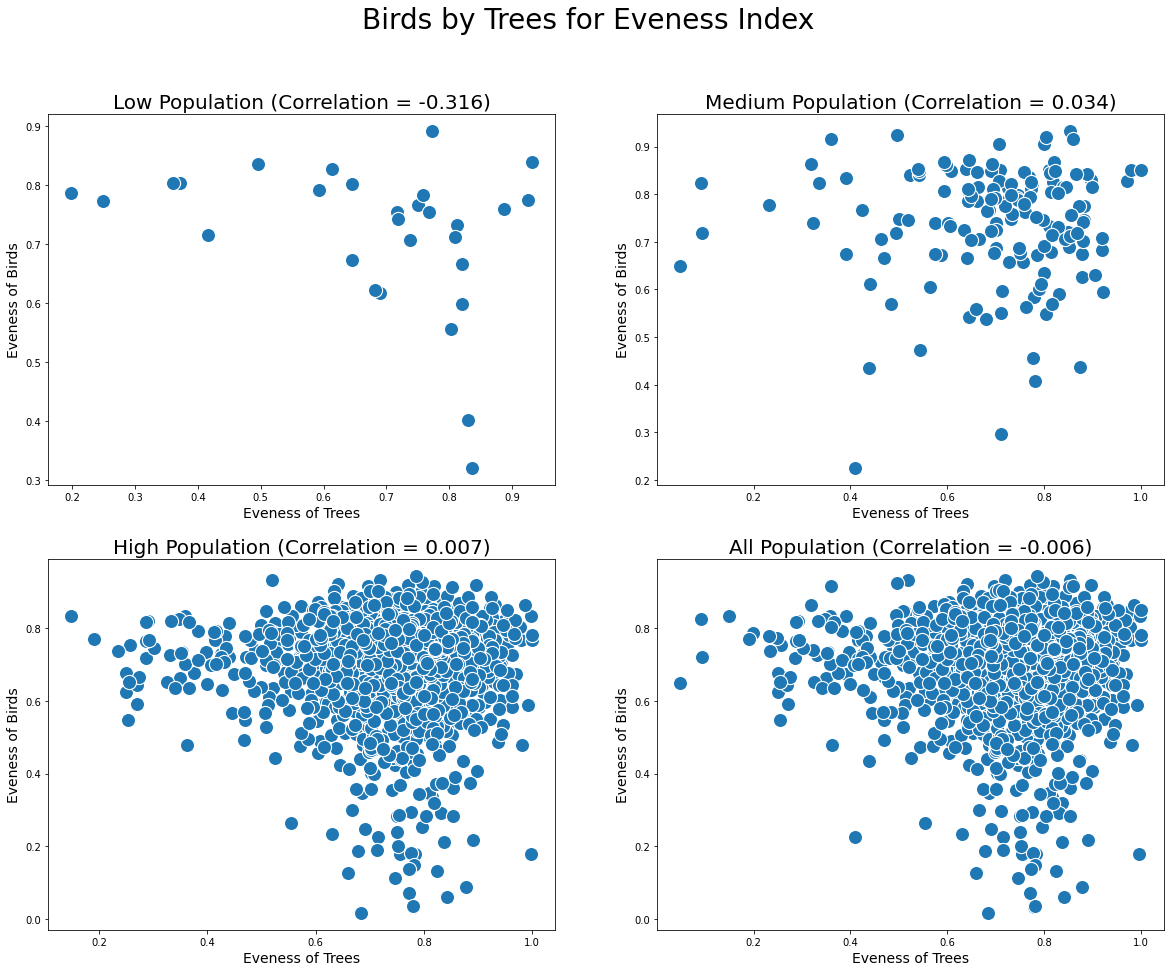 Birds by Trees for Eveness Index
Low Population (Correlation = -0.316)
0.9
0.8
0.7
0.6
0.5
0.4
0.3
Eveness of Birds
0.2 0.3 0.4 0.5 0.6 0.7 0.8 0.9
Eveness of Trees
Medium Population (Correlation = 0.034)
0.9
0.8
0.7
0.6
0.5
0.4
0.3
0.2
Eveness of Birds
0.2 0.4 0.6 0.8 1.0
Eveness of Trees
High Population (Correlation = 0.007)
0.8
0.6
0.4
0.2
0.0
Eveness of Birds
0.2 0.4 0.6 0.8 1.0
Eveness of Trees
All Population (Correlation = -0.006)
0.8
0.6
0.4
0.2
0.0
Eveness of Birds
0.2 0.4 0.6 0.8 1.0
Eveness of Trees